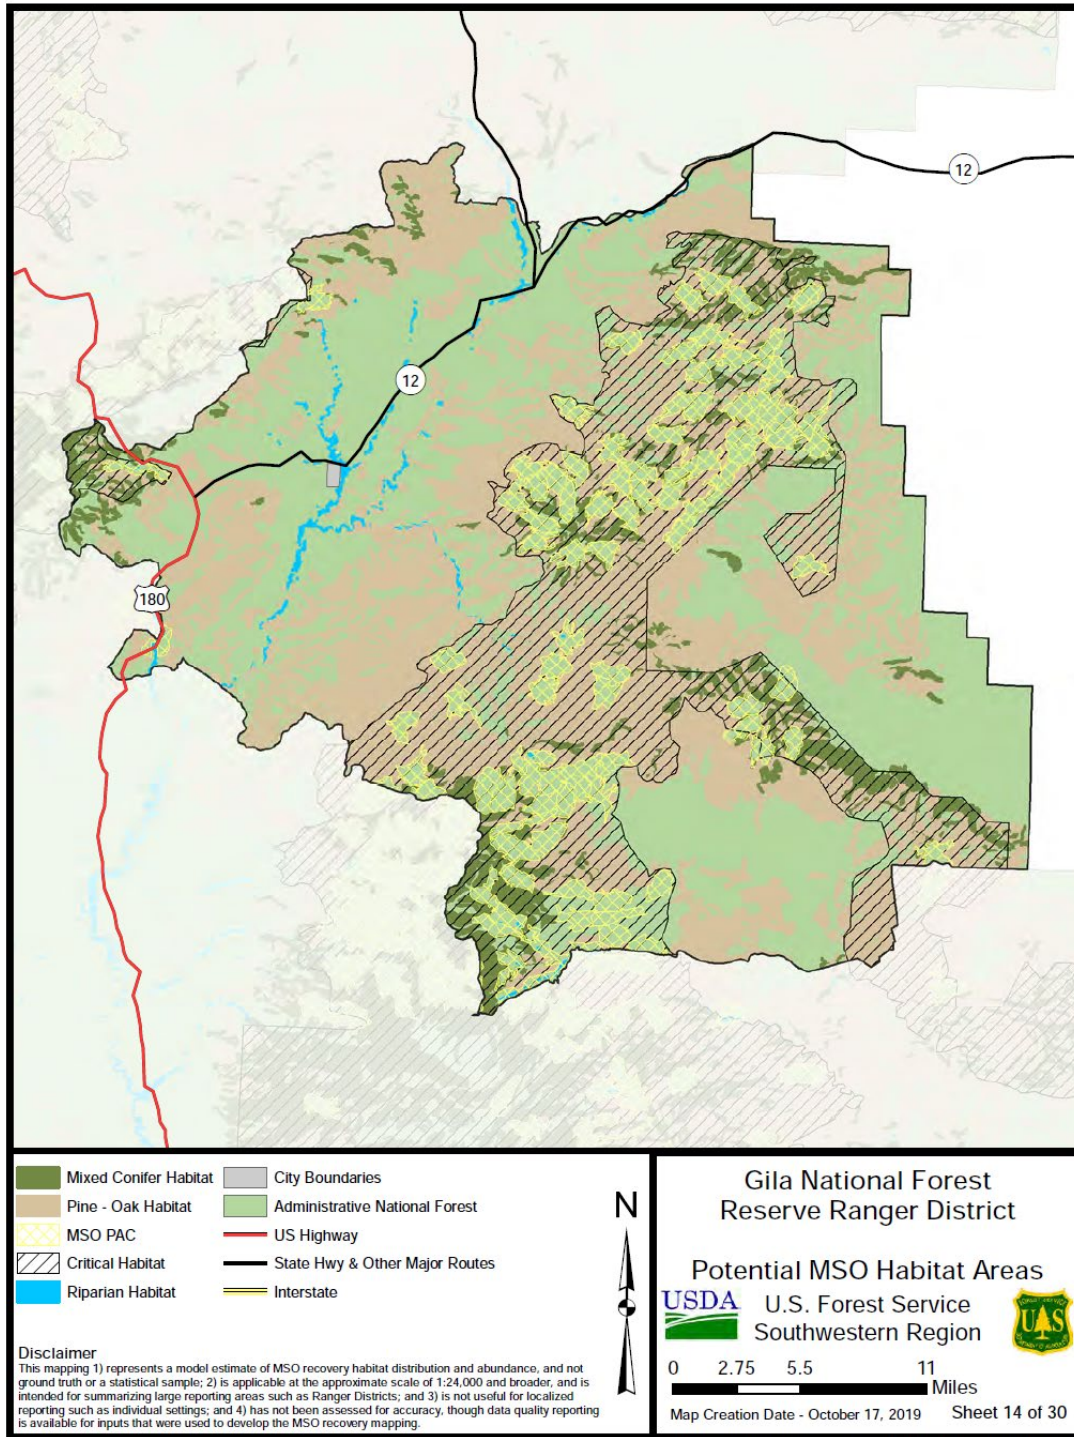 12
12
180
Mixed Conifer Habitat
Pine - Oak Habitat
MSO PAC
Critical Habitat
Riparian Habitat
City Boundaries
Administrative National Forest
US Highway
State Hwy & Other Major Routes
Interstate
N
Disclaimer
This mapping 1) represents a model estimate of MSO recovery habitat distribution and abundance, and not
ground truth or a statistical sample; 2) is applicable at the approximate scale of 1:24,000 and broader, and is
intended for summarizing large reporting areas such as Ranger Districts; and 3) is not useful for localized
reporting such as individual settings; and 4) has not been assessed for accuracy, though data quality reporting
is available for inputs that were used to develop the MSO recovery mapping.
Gila National Forest
Reserve Ranger District
Potential MSO Habitat Areas
USDA
U.S. Forest Service
Southwestern Region
FOREST SERVICE
U S
DEPARTMENT OF AGRICULTURE
0 2.75 5.5 11
Miles
Map Creation Date - October 17, 2019
Sheet 14 of 30